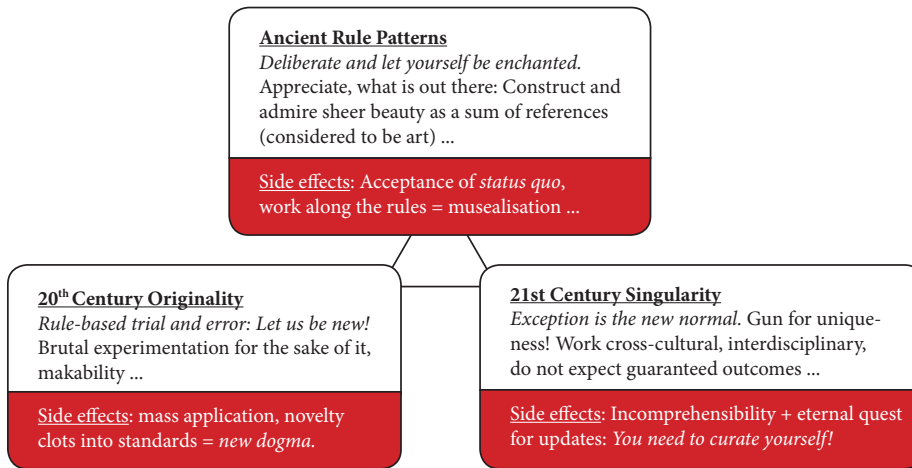 Ancient Rule Patterns
Deliberate and let yourself be enchanted.
Appreciate, what is out there: Construct and
admire sheer beauty as a sum of references
(considered to be art) ...
Side effects: Acceptance of status quo,
work along the rules = musealisation ...
20th Century Originality
Rule-based trial and error: Let us be new!
Brutal experimentation for the sake of it,
makability ...
Side effects: mass application, novelty
clots into standards = new dogma.
21st Century Singularity
Exception is the new normal. Gun for unique-
ness! Work cross-cultural, interdisciplinary,
do not expect guaranteed outcomes ...
Side effects: Incomprehensibility + eternal quest
for updates: You need to curate yourself!